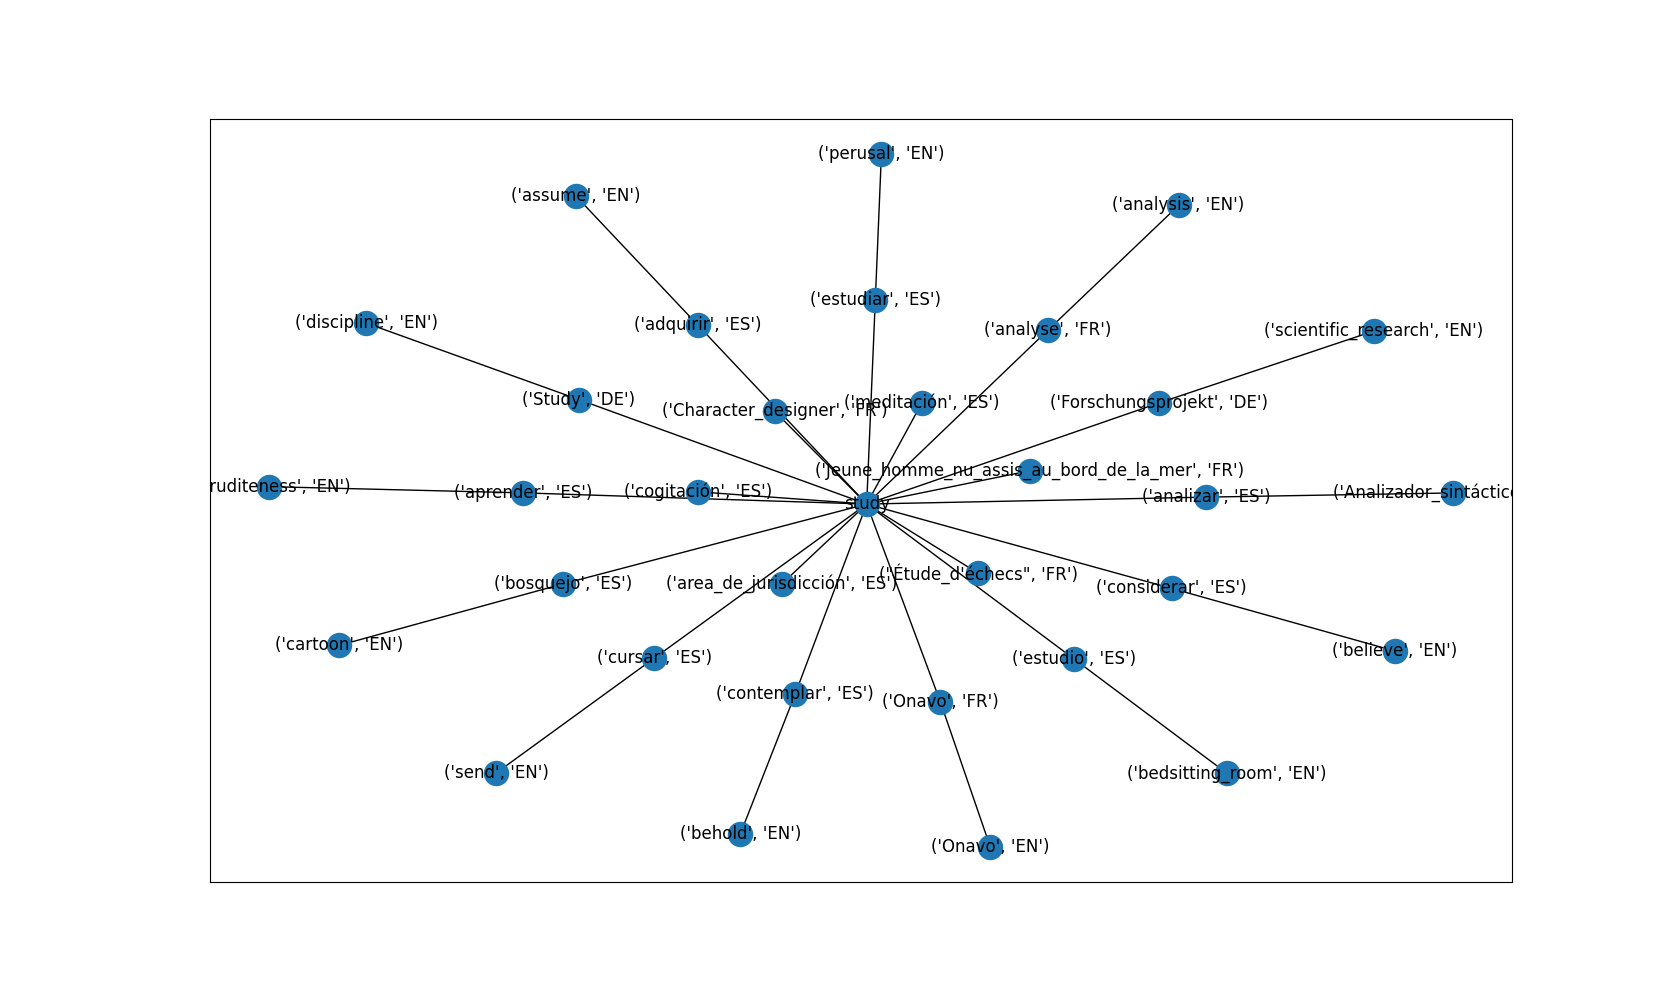 ('perusal', 'EN')
('assume', 'EN')
('analysis', 'EN')
('estudiar', 'ES')
('discipline', 'EN')
('adquirir', 'ES')
('analyse', 'FR')
('scientific_research', 'EN')
('Study', 'DE')
('Character_designer', 'FR')
('meditación', 'ES')
('Forschungsprojekt', 'DE')
('Jeune_homme_nu_assis_au_bord_de_la_mer', 'FR')
ruditeness', 'EN')
('aprender', 'ES')
('cogitación', 'ES')
study
('analizar', 'ES')
('Analizador_sintáctico
('bosquejo', 'ES')
('area_de_jurisdicción', 'ES')
("Étude_d'échecs", 'FR')
('considerar', 'ES')
('cartoon', 'EN')
('cursar', 'ES')
('estudio', 'ES')
('believe', 'EN')
('contemplar', 'ES')
('Onavo', 'FR')
('send', 'EN')
('bedsitting_room', 'EN')
('behold', 'EN')
('Onavo', 'EN')